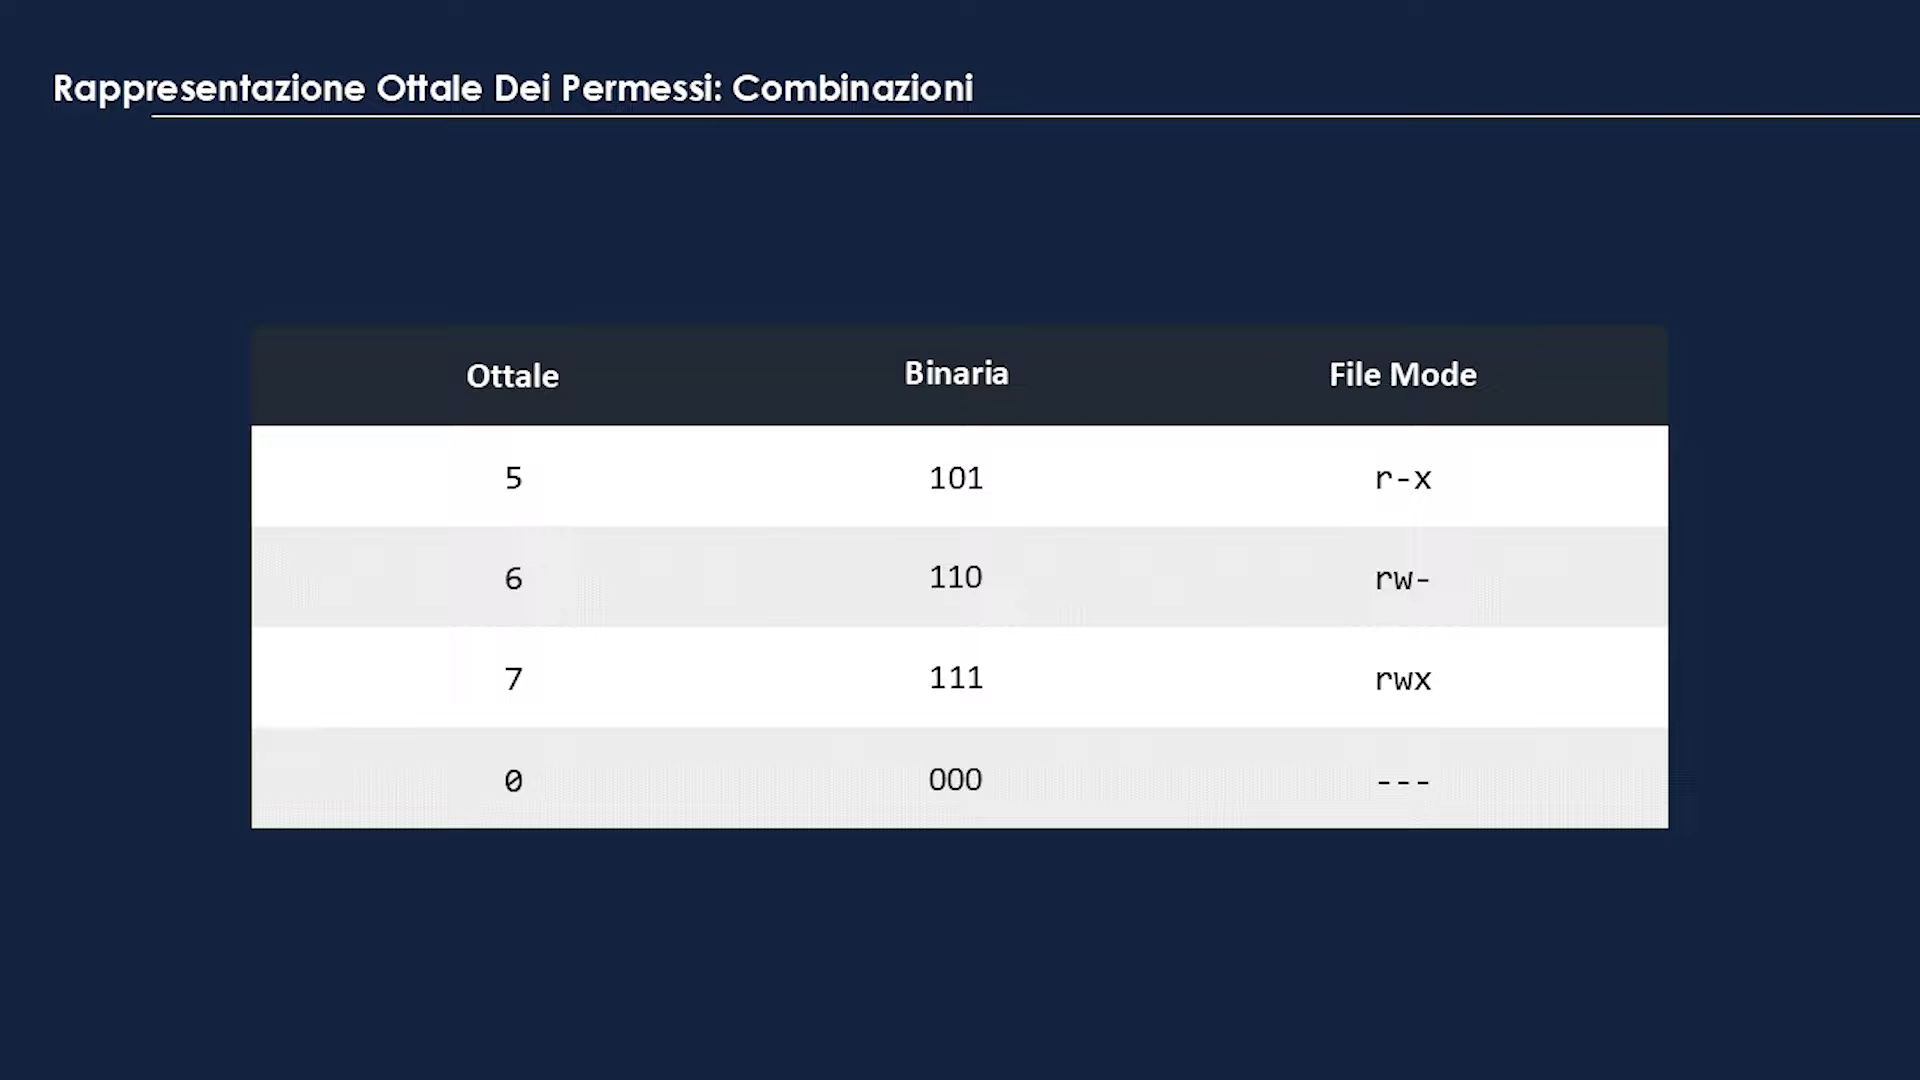 Rappresentazione Ottale Dei Permessi: Combinazioni
Ottale Binaria File Mode
5 101 r-x
6 110 rw-
7 111 rwx
0 000 ---